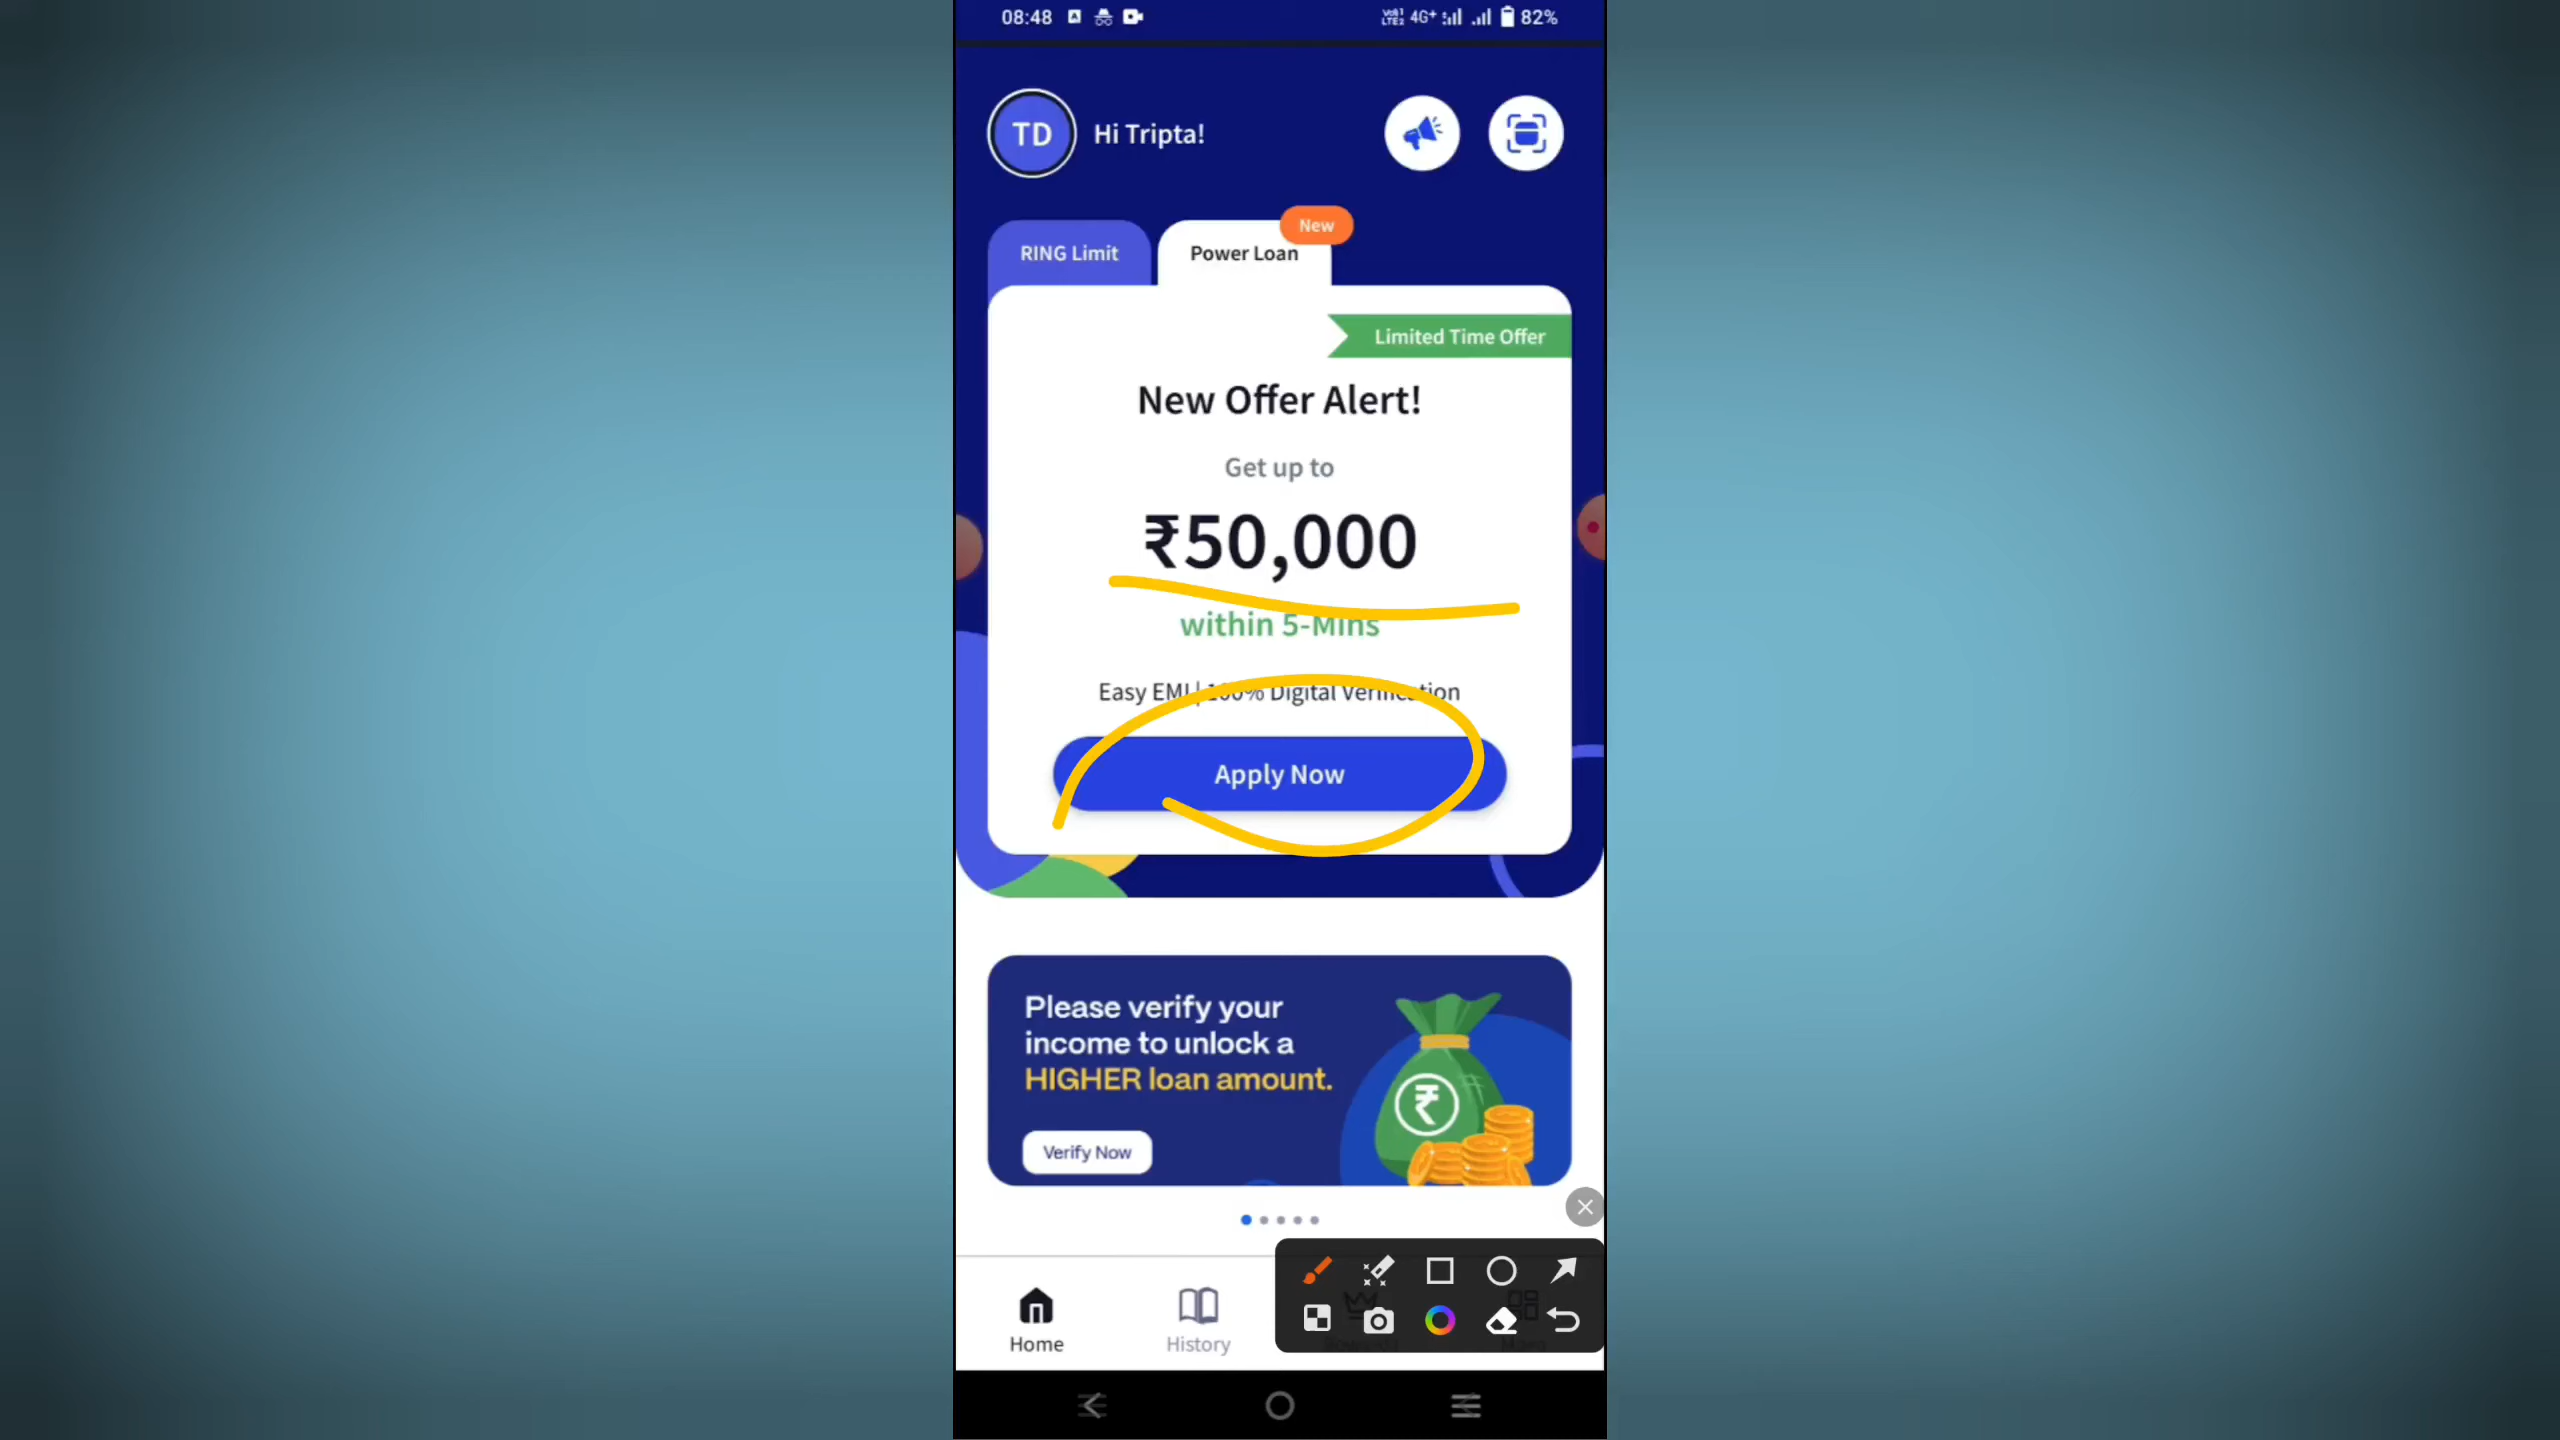 08:48 4G+ 82%
TD Hi Tripta!
New
RING Limit Power Loan
Limited Time Offer
New Offer Alert!
Get up to
₹50,000
within 5-Mins
Easy EMI | 100% Digital Verification
Apply Now
Please verify your
income to unlock a
HIGHER loan amount.
Verify Now
Home History